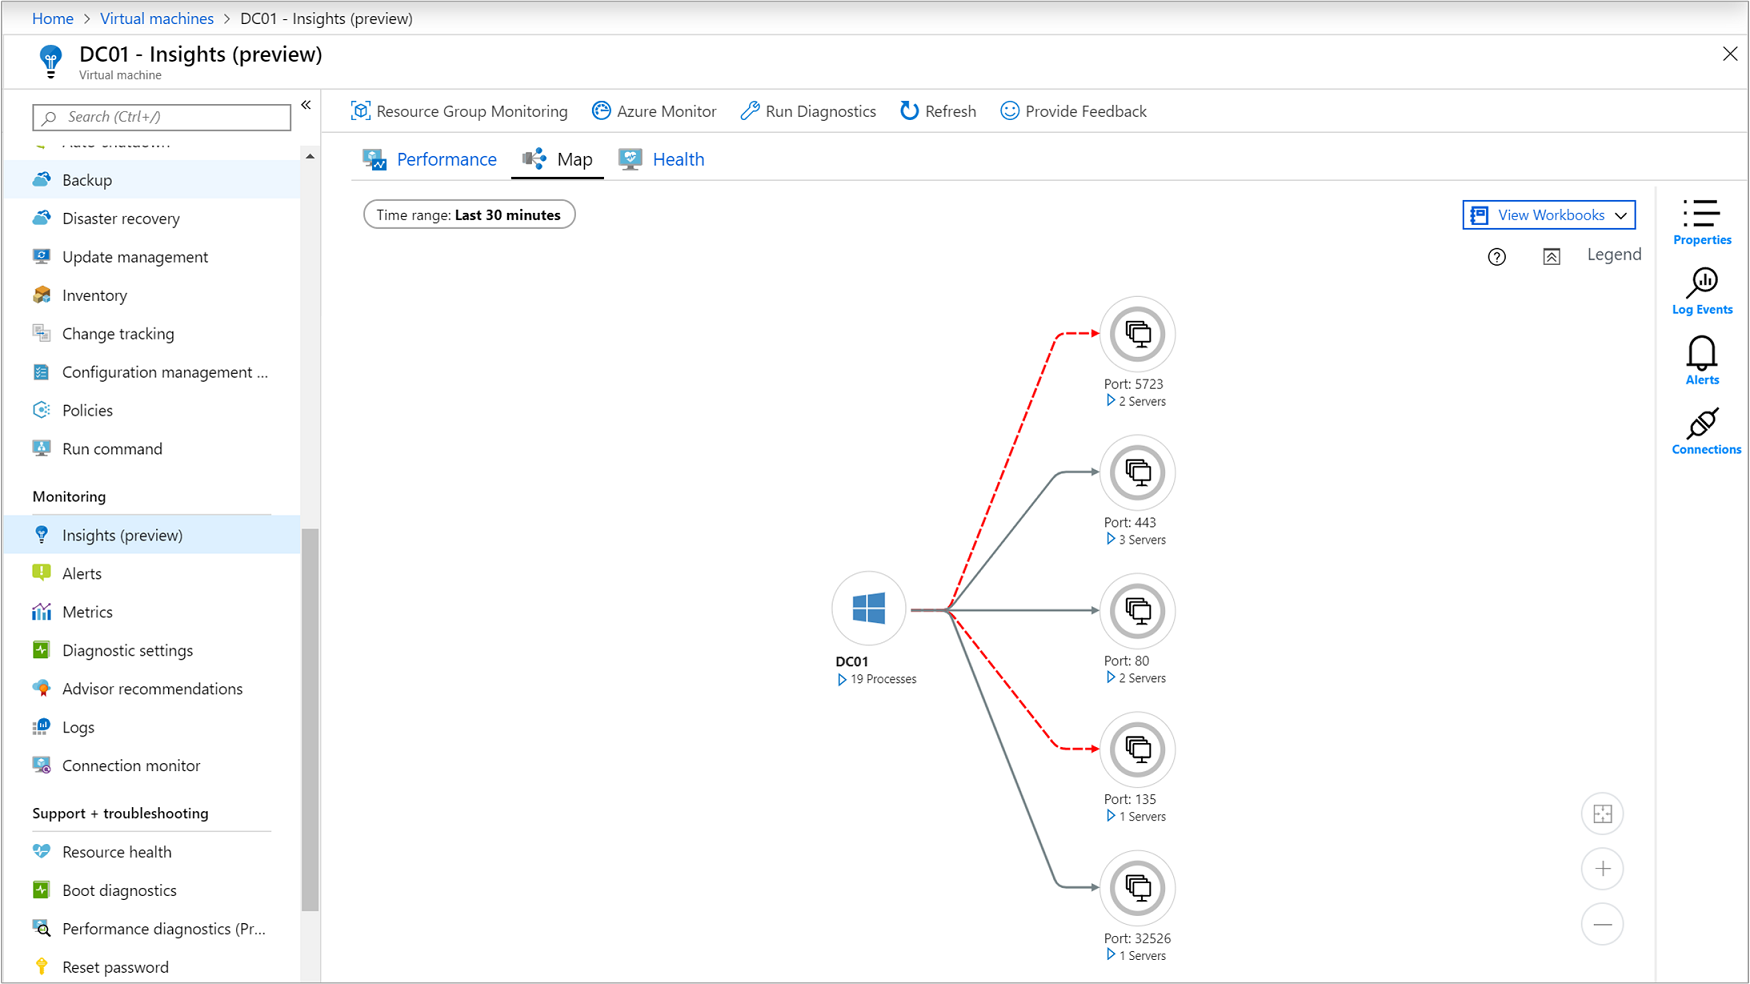 Home > Virtual machines > DC01 - Insights (preview)
DC01 - Insights (preview)
Virtual machine
Search (Ctrl+/)
«
Resource Group Monitoring
Azure Monitor
Run Diagnostics
Refresh
Provide Feedback
Auto-shutdown
Backup
Disaster recovery
Update management
Inventory
Change tracking
Configuration management ...
Policies
Run command
Monitoring
Insights (preview)
Alerts
Metrics
Diagnostic settings
Advisor recommendations
Logs
Connection monitor
Support + troubleshooting
Resource health
Boot diagnostics
Performance diagnostics (Pr...
Reset password
Performance
Map
Health
Time range: Last 30 minutes
View Workbooks
Legend
Properties
Log Events
Alerts
Connections
DC01
19 Processes
Port: 5723
2 Servers
Port: 443
3 Servers
Port: 80
2 Servers
Port: 135
1 Servers
Port: 32526
1 Servers